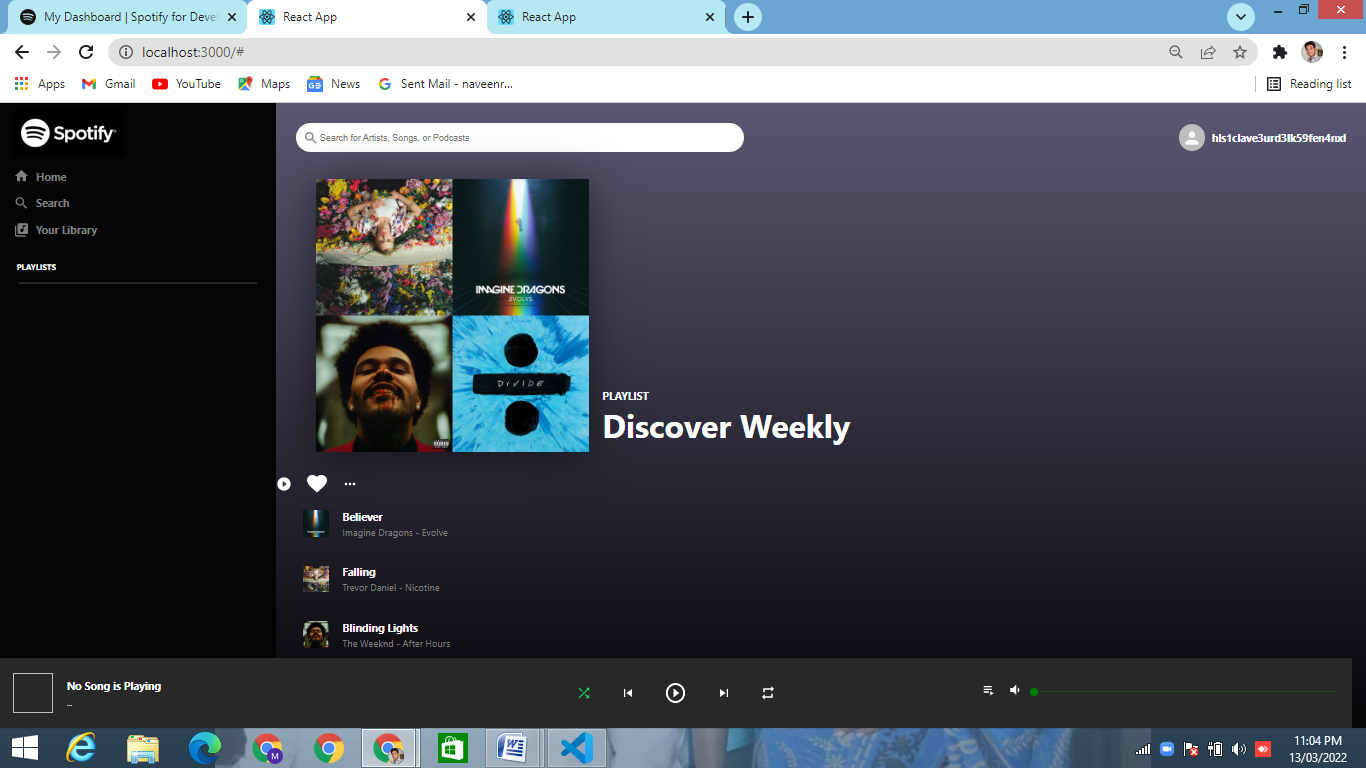 My Dashboard | Spotify for Devel
React App
React App
localhost:3000/#
Apps
Gmail
YouTube
Maps
News
Sent Mail - naveenr...
Reading list
Spotify
Search for Artists, Songs, or Podcasts
hls1clave3urd3lk59fen4nxl
Home
Search
Your Library
PLAYLISTS
IMAGINE DRAGONS
EVOLVE
DIVIDE
PLAYLIST
Discover Weekly
Believer
Imagine Dragons - Evolve
Falling
Trevor Daniel - Nicotine
Blinding Lights
The Weeknd - After Hours
No Song is Playing
...
11:04 PM
13/03/2022